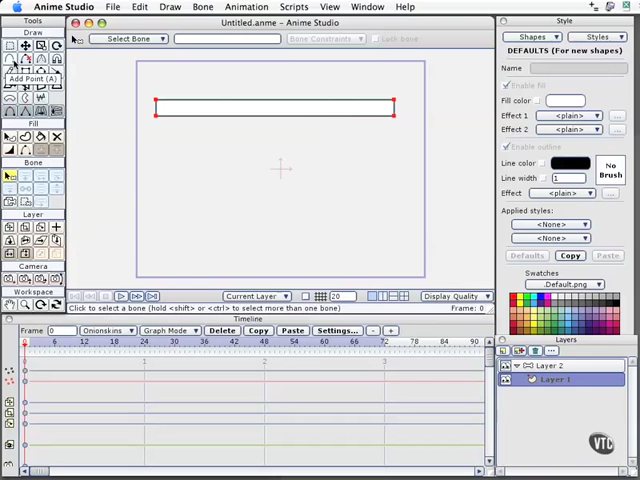 Anime Studio File Edit Draw Bone Animation Scripts View Window Help
Tools
Untitled.anme - Anime Studio
Style
Draw
Select Bone
Bone Constraints
Lock bone
Shapes
Styles
DEFAULTS (For new shapes)
Name
Add Point (A)
Enable fill
Fill color
Effect 1 <plain> ...
Effect 2 <plain> ...
Fill
Enable outline
Line color
No Brush
Line width 1
Bone
Effect <plain> ...
Applied styles:
Layer
<None>
<None>
Defaults Copy Paste
Camera
Swatches
.Default.png
Workspace
Current Layer 20 Display Quality
Click to select a bone (hold <shift> or <ctrl> to select more than one bone) Frame: 0
Timeline
Frame 0 Onionskins Graph Mode Delete Copy Paste Settings... - +
Layers
0 6 12 18 24 30 36 42 48 54 60 66 72 78 84 90
1 2 3
Layer 2
Layer 1
VTC